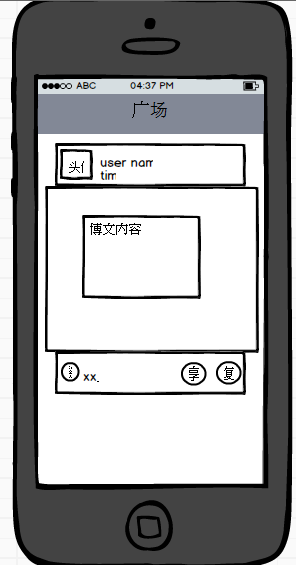 ABC 04:37 PM
广场
头
user nam
tim
博文内容
xx.
享
复